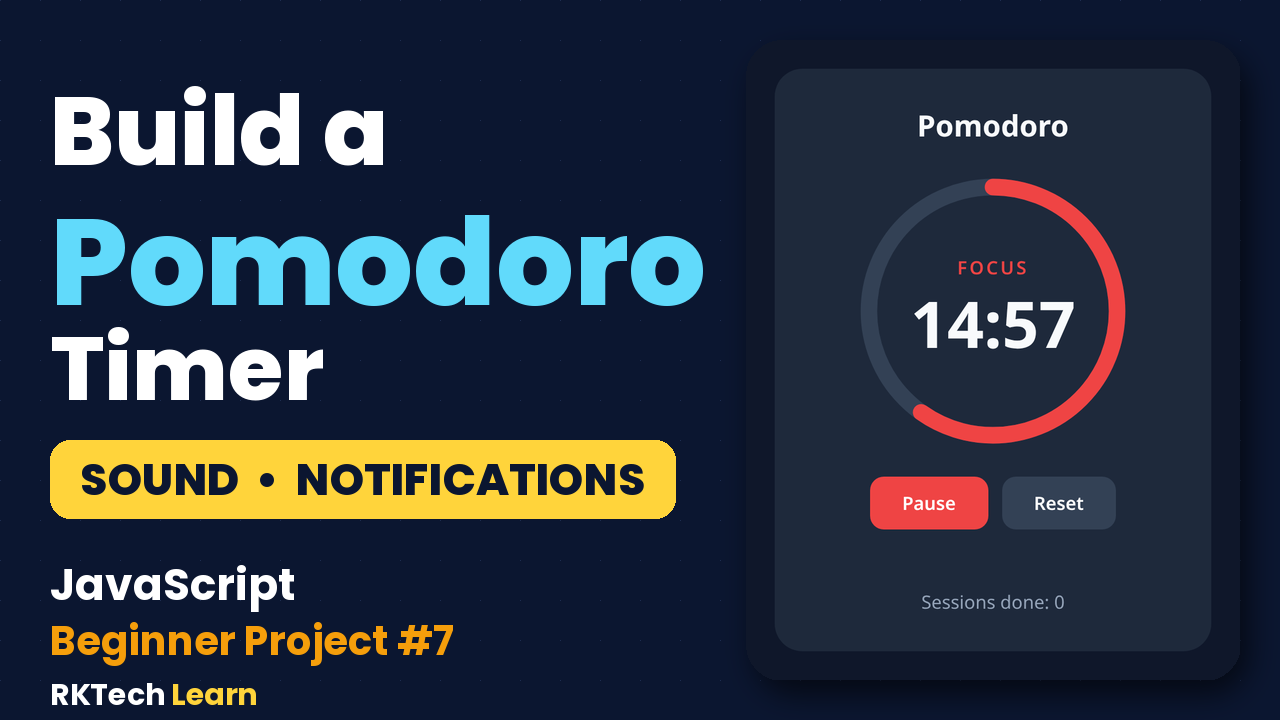 Build a
Pomodoro
Timer
SOUND • NOTIFICATIONS
JavaScript
Beginner Project #7
RKTech Learn
Pomodoro
FOCUS
14:57
Pause
Reset
Sessions done: 0